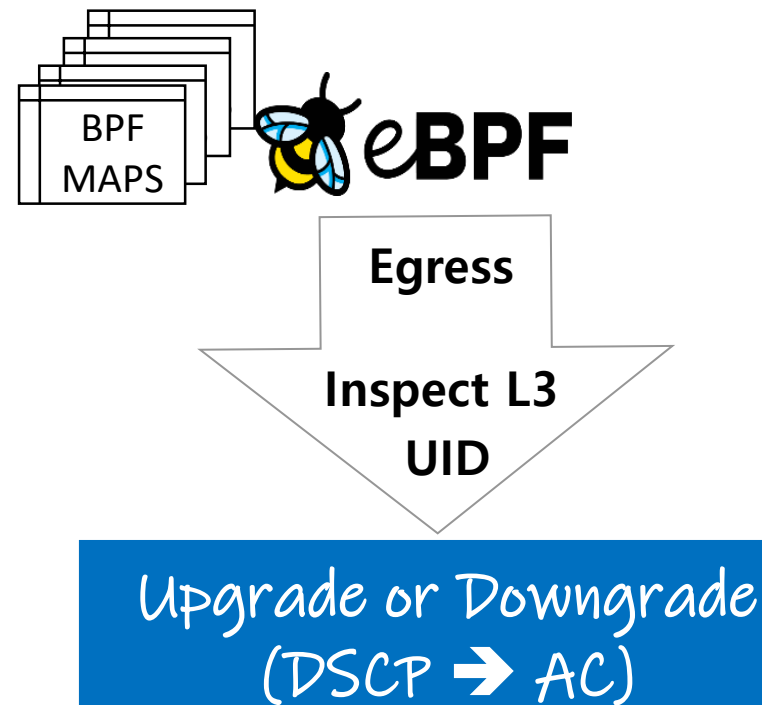 BPF
MAPS
eBPF
Egress
Inspect L3
UID
Upgrade or Downgrade
(DSCP ➔ AC)